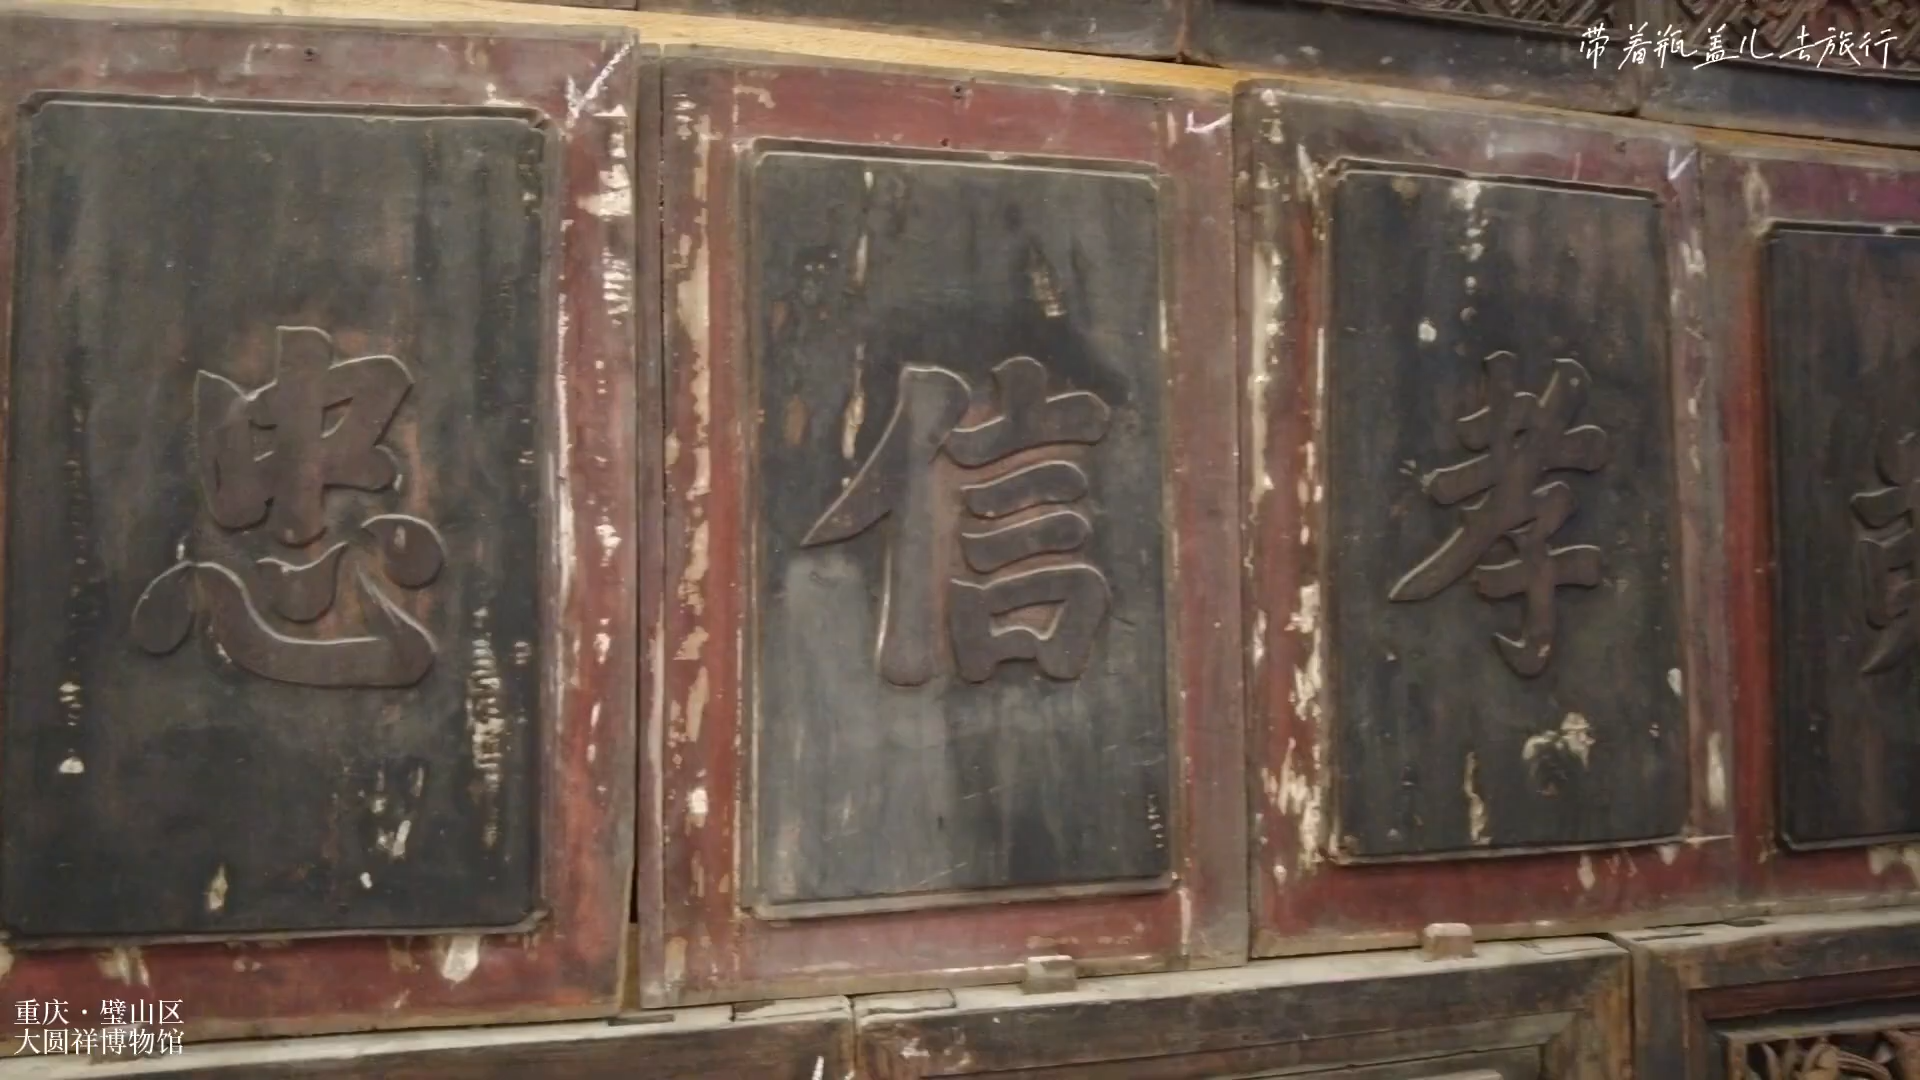 带着瓶盖儿去旅行
忠 信 孝
重庆·璧山区
大圆祥博物馆